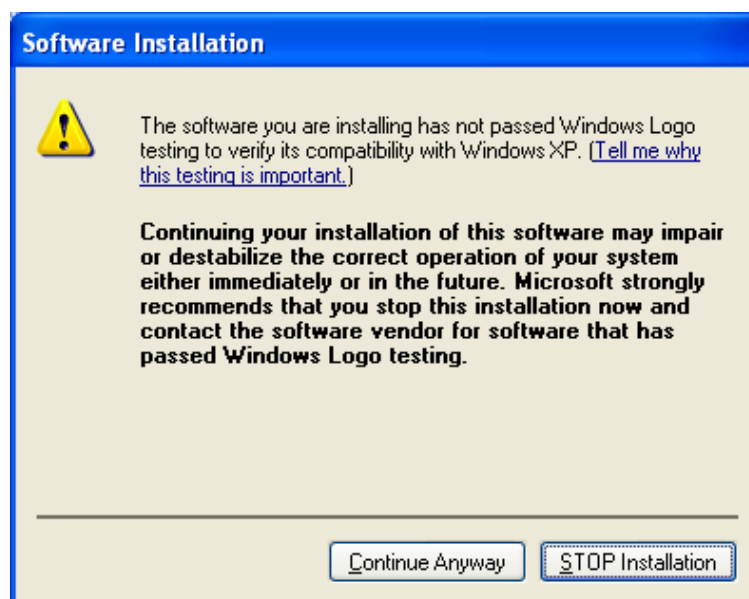 Software Installation
The software you are installing has not passed Windows Logo
testing to verify its compatibility with Windows XP. (Tell me why
this testing is important.)
Continuing your installation of this software may impair
or destabilize the correct operation of your system
either immediately or in the future. Microsoft strongly
recommends that you stop this installation now and
contact the software vendor for software that has
passed Windows Logo testing.
Continue Anyway
STOP Installation